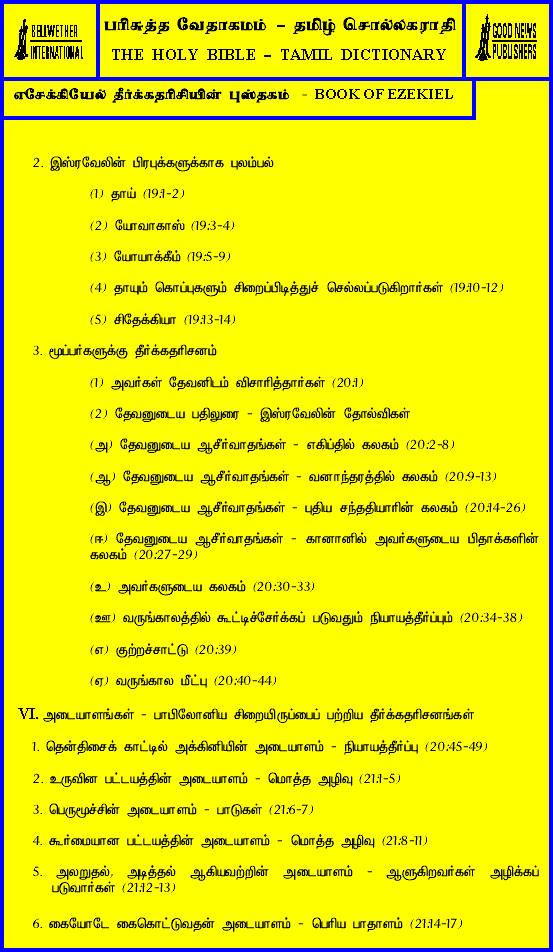 BELLWETHER
INTERNATIONAL
பரிசுத்த வேதாகமம் – தமிழ் சொல்லகராதி
THE HOLY BIBLE – TAMIL DICTIONARY
GOOD NEWS
PUBLISHERS
எசேக்கியேல் தீர்க்கதரிசியின் புஸ்தகம் - BOOK OF EZEKIEL
2. இஸ்ரவேலின் பிரபுக்களுக்காக புலம்பல்
(1) தாய் (19:1-2)
(2) யோவாகாஸ் (19:3-4)
(3) யோயாக்கீம் (19:5-9)
(4) தாயும் கொப்புகளும் சிறைப்பிடித்துச் செல்லப்படுகிறார்கள் (19:10-12)
(5) சிதேக்கியா (19:13-14)
3. மூப்பர்களுக்கு தீர்க்கதரிசனம்
(1) அவர்கள் தேவனிடம் விசாரித்தார்கள் (20:1)
(2) தேவனுடைய பதிலுரை - இஸ்ரவேலின் தோல்விகள்
(அ) தேவனுடைய ஆசீர்வாதங்கள் - எகிப்தில் கலகம் (20:2-8)
(ஆ) தேவனுடைய ஆசீர்வாதங்கள் - வனாந்தரத்தில் கலகம் (20:9-13)
(இ) தேவனுடைய ஆசீர்வாதங்கள் - புதிய சந்ததியாரின் கலகம் (20:14-26)
(ஈ) தேவனுடைய ஆசீர்வாதங்கள் - கானானில் அவர்களுடைய பிதாக்களின்
கலகம் (20:27-29)
(உ) அவர்களுடைய கலகம் (20:30-33)
(ஊ) வருங்காலத்தில் கூட்டிச்சேர்க்கப் படுவதும் நியாயத்தீர்ப்பும் (20:34-38)
(எ) குற்றச்சாட்டு (20:39)
(ஏ) வருங்கால மீட்பு (20:40-44)
VI. அடையாளங்கள் - பாபிலோனிய சிறையிருப்பைப் பற்றிய தீர்க்கதரிசனங்கள்
1. தென்திசைக் காட்டில் அக்கினியின் அடையாளம் - நியாயத்தீர்ப்பு (20:45-49)
2. உருவின பட்டயத்தின் அடையாளம் - மொத்த அழிவு (21:1-5)
3. பெருமூச்சின் அடையாளம் - பாடுகள் (21:6-7)
4. கூர்மையான பட்டயத்தின் அடையாளம் - மொத்த அழிவு (21:8-11)
5. அலறுதல், அடித்தல் ஆகியவற்றின் அடையாளம் - ஆளுகிறவர்கள் அழிக்கப்
படுவார்கள் (21:12-13)
6. கையோடே கைகொட்டுவதன் அடையாளம் - பெரிய பாதாளம் (21:14-17)